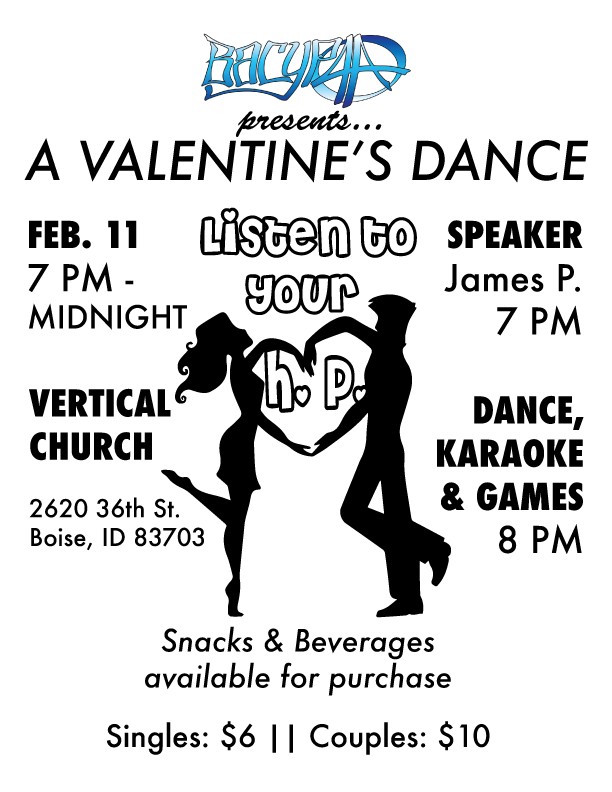 BACYPAA
presents...
A VALENTINE'S DANCE
FEB. 11
7 PM -
MIDNIGHT
Listen to
your
h. p.
SPEAKER
James P.
7 PM
VERTICAL
CHURCH
2620 36th St.
Boise, ID 83703
DANCE,
KARAOKE
& GAMES
8 PM
Snacks & Beverages
available for purchase
Singles: $6 || Couples: $10